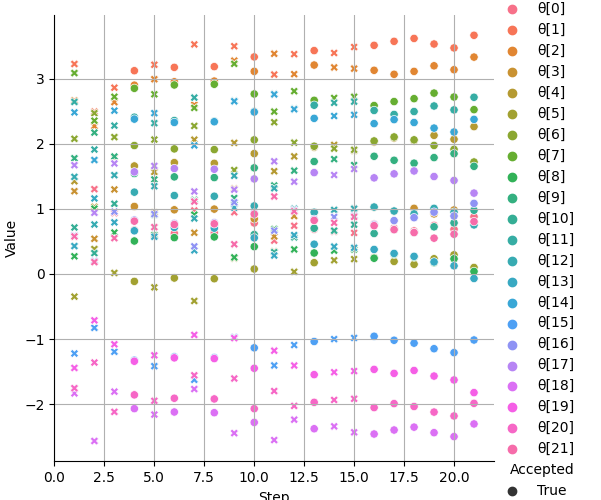 θ[0]
θ[1]
θ[2]
θ[3]
θ[4]
θ[5]
θ[6]
θ[7]
θ[8]
θ[9]
θ[10]
θ[11]
θ[12]
θ[13]
θ[14]
θ[15]
θ[16]
θ[17]
θ[18]
θ[19]
θ[20]
θ[21]
Accepted
True
Value
3
2
1
0
−1
−2
0.0 2.5 5.0 7.5 10.0 12.5 15.0 17.5 20.0
Step